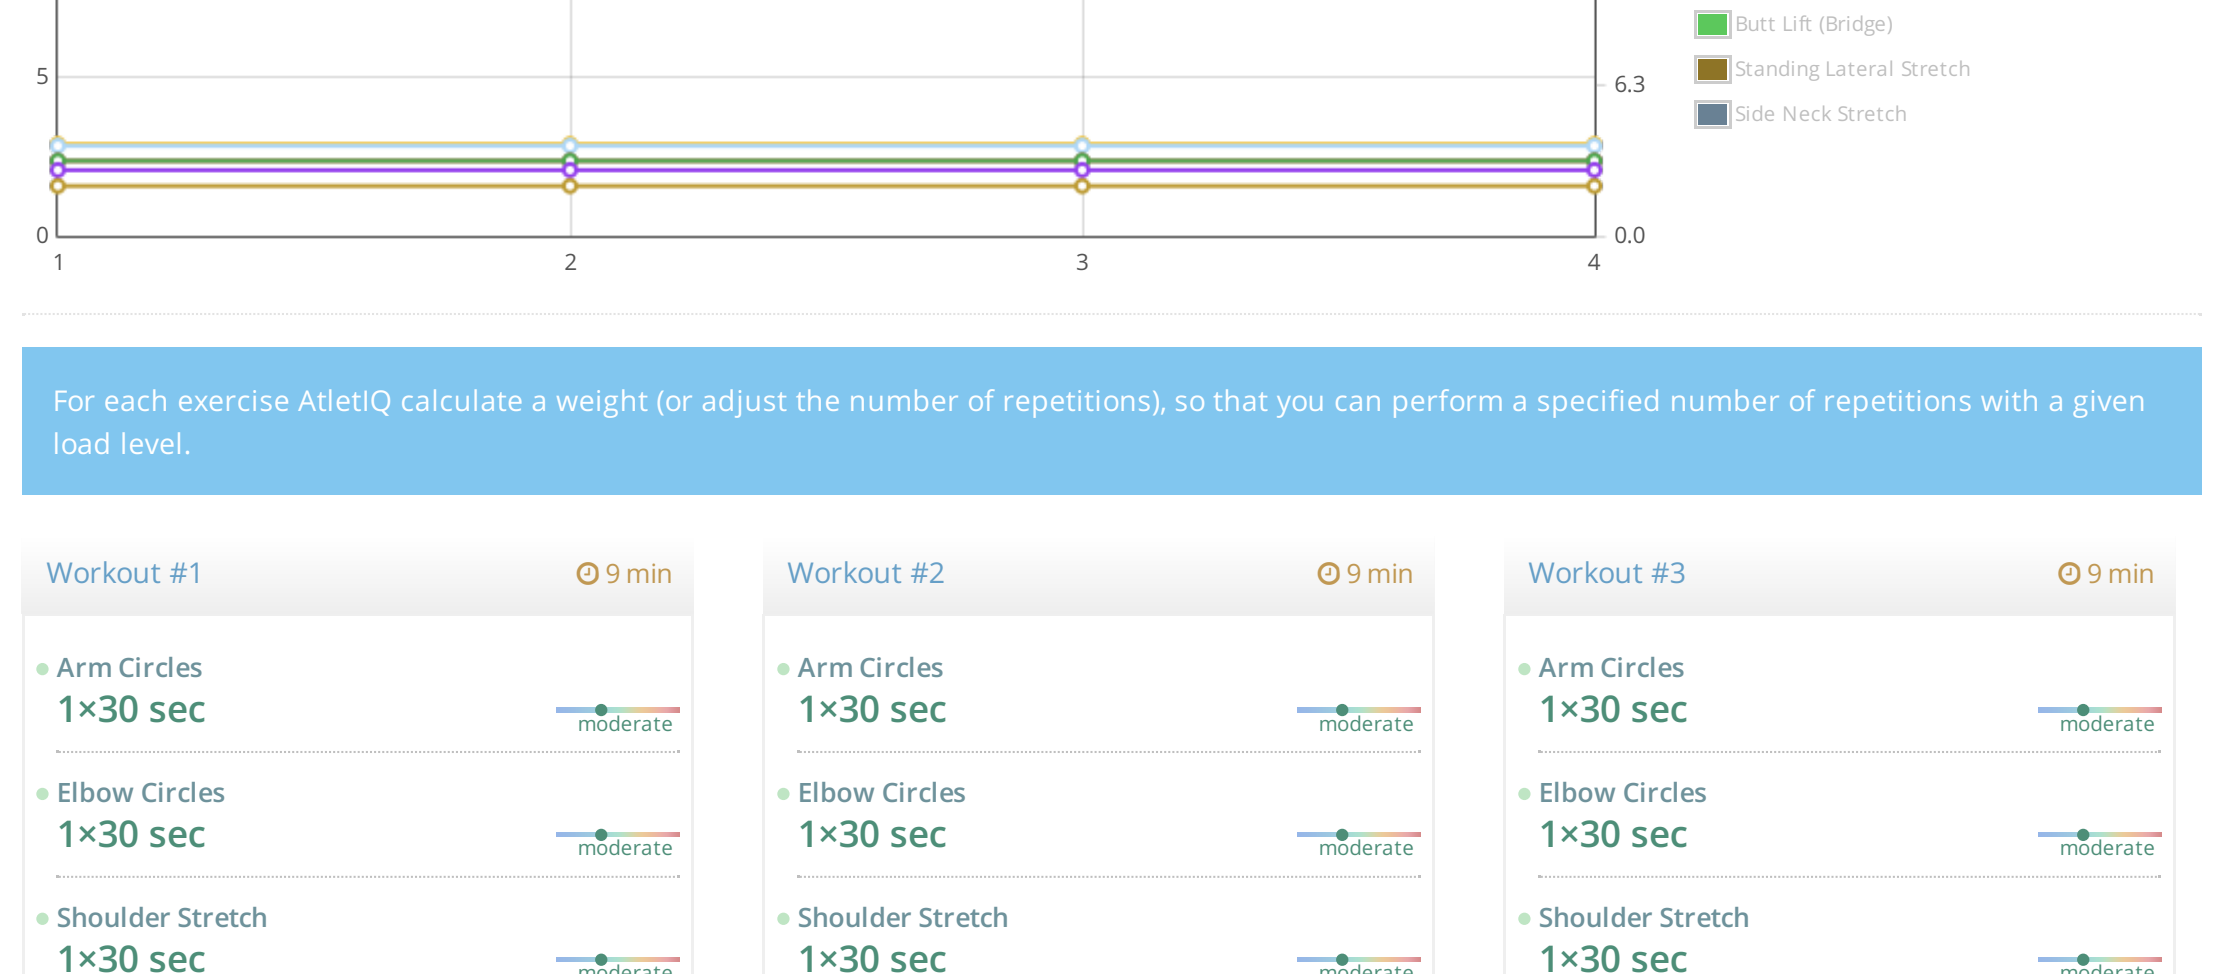 Butt Lift (Bridge)
5
Standing Lateral Stretch
6.3
Side Neck Stretch
0
0.0
1 2 3 4
For each exercise AtletIQ calculate a weight (or adjust the number of repetitions), so that you can perform a specified number of repetitions with a given
load level.
Workout #1 9 min
Arm Circles
1×30 sec
moderate
Elbow Circles
1×30 sec
moderate
Shoulder Stretch
1×30 sec
moderate
Workout #2 9 min
Arm Circles
1×30 sec
moderate
Elbow Circles
1×30 sec
moderate
Shoulder Stretch
1×30 sec
moderate
Workout #3 9 min
Arm Circles
1×30 sec
moderate
Elbow Circles
1×30 sec
moderate
Shoulder Stretch
1×30 sec
moderate